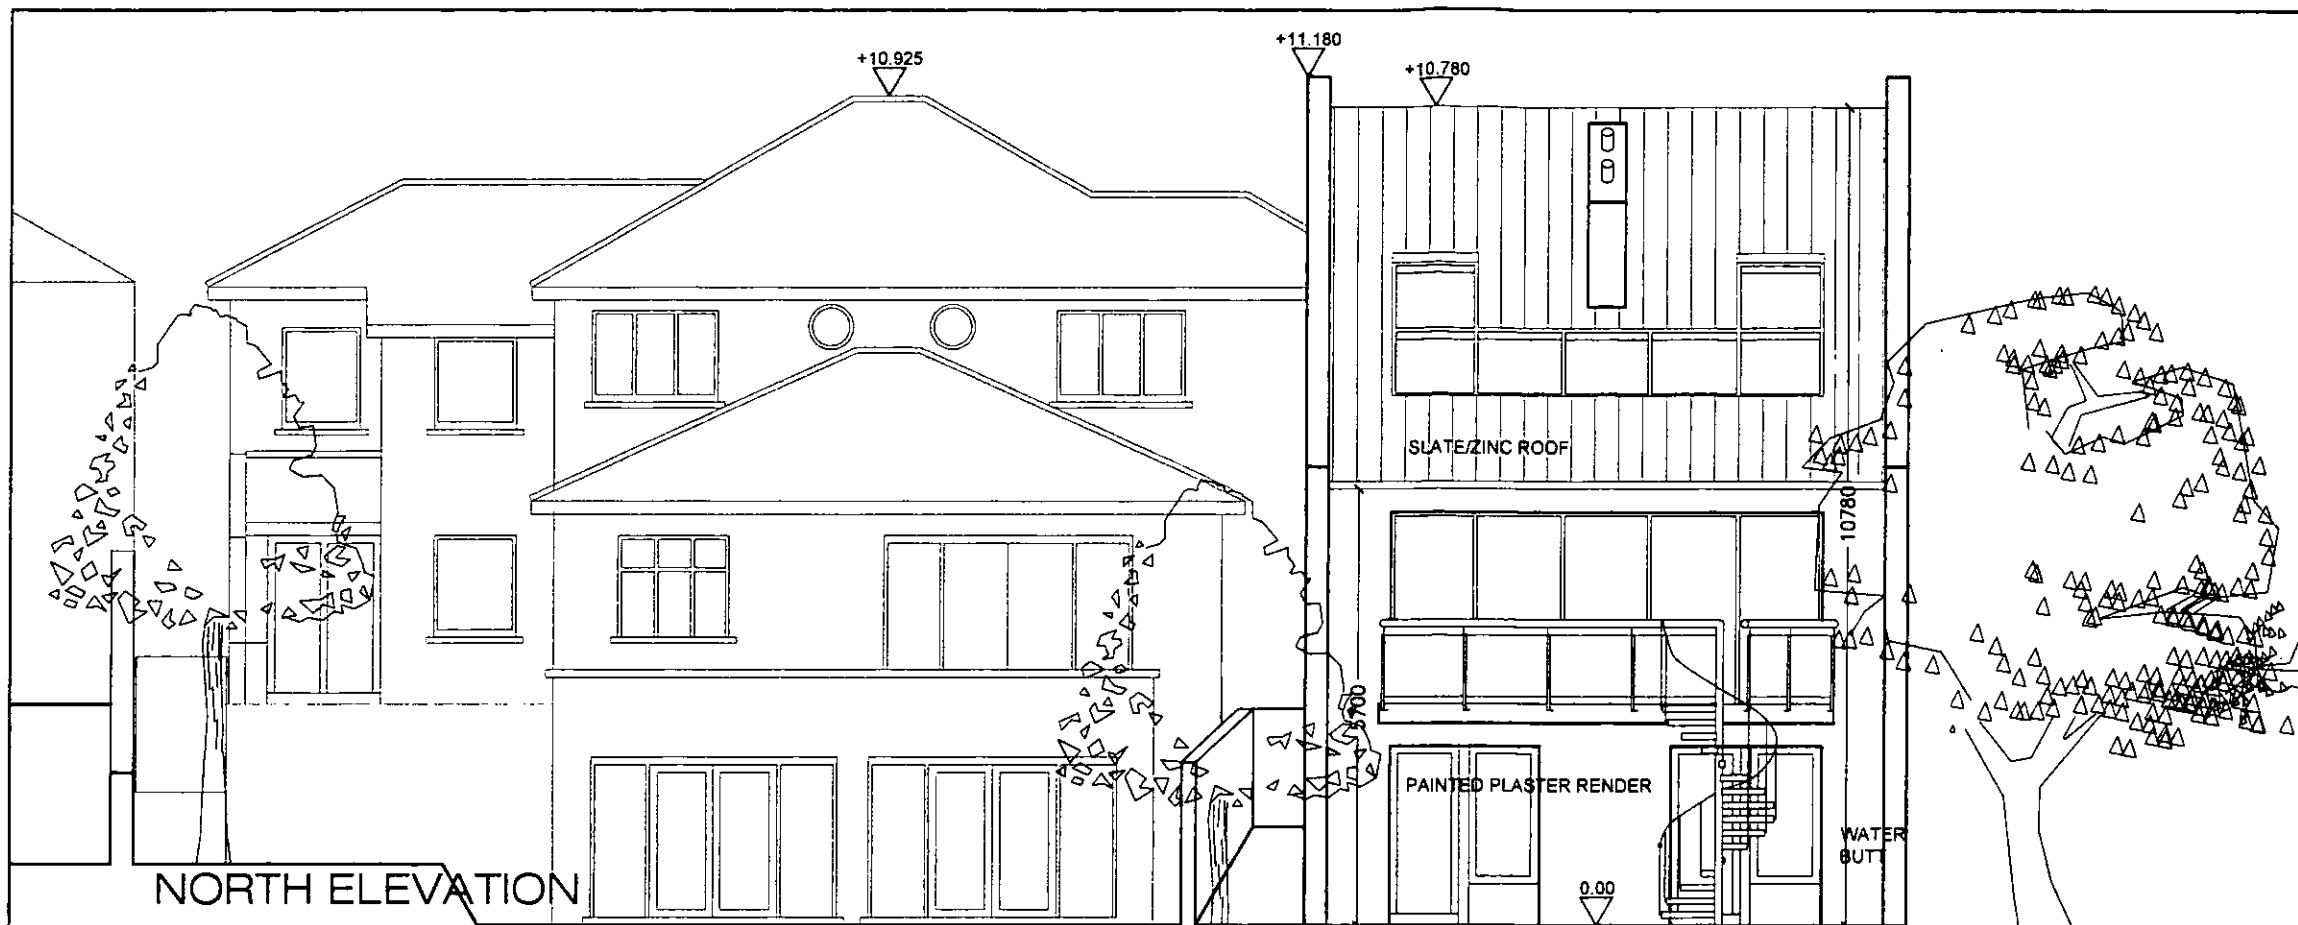 +10.925
+11.180
+10.780
SLATE/ZINC ROOF
10780
5700
PAINTED PLASTER RENDER
WATER
BUTT
0.00
NORTH ELEVATION